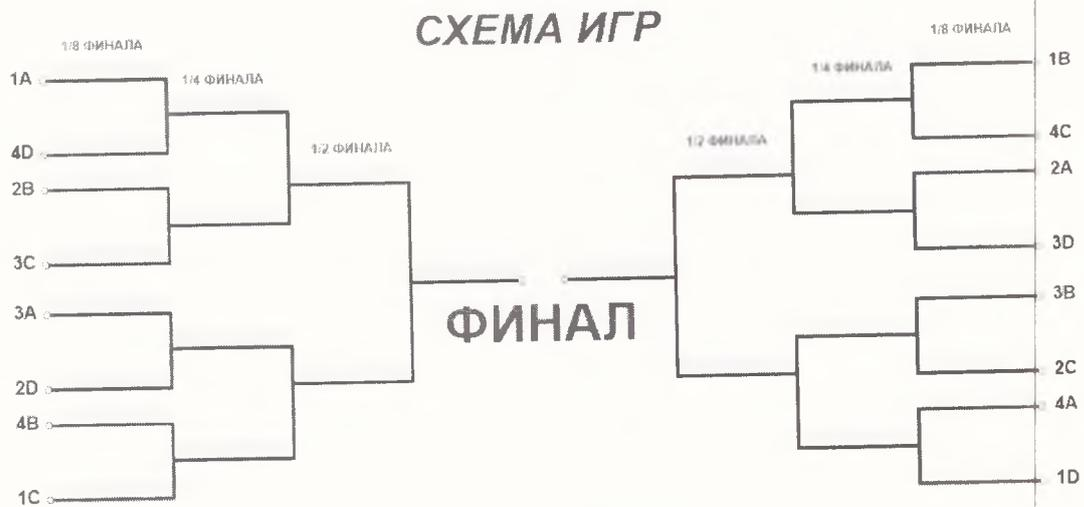 СХЕМА ИГР
1/8 ФИНАЛА
1/4 ФИНАЛА
1/2 ФИНАЛА
1A
4D
2B
3C
3A
2D
4B
1C
ФИНАЛ
1/2 ФИНАЛА
1/4 ФИНАЛА
1/8 ФИНАЛА
1B
4C
2A
3D
3B
2C
4A
1D